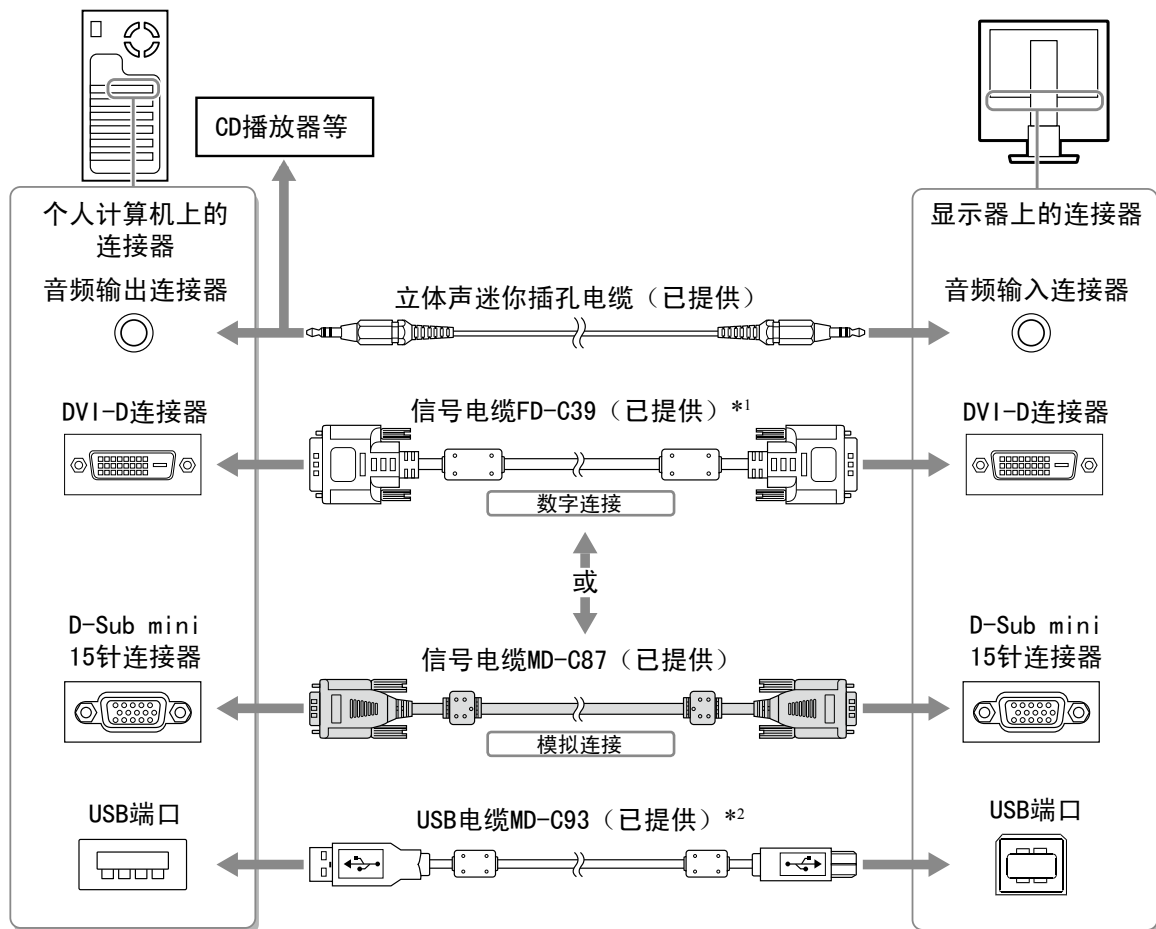 CD播放器等
个人计算机上的
连接器
显示器上的连接器
音频输出连接器
立体声迷你插孔电缆（已提供）
音频输入连接器
DVI-D连接器
信号电缆FD-C39（已提供）*1
DVI-D连接器
数字连接
或
D-Sub mini
15针连接器
信号电缆MD-C87（已提供）
D-Sub mini
15针连接器
模拟连接
USB端口
USB电缆MD-C93（已提供）*2
USB端口